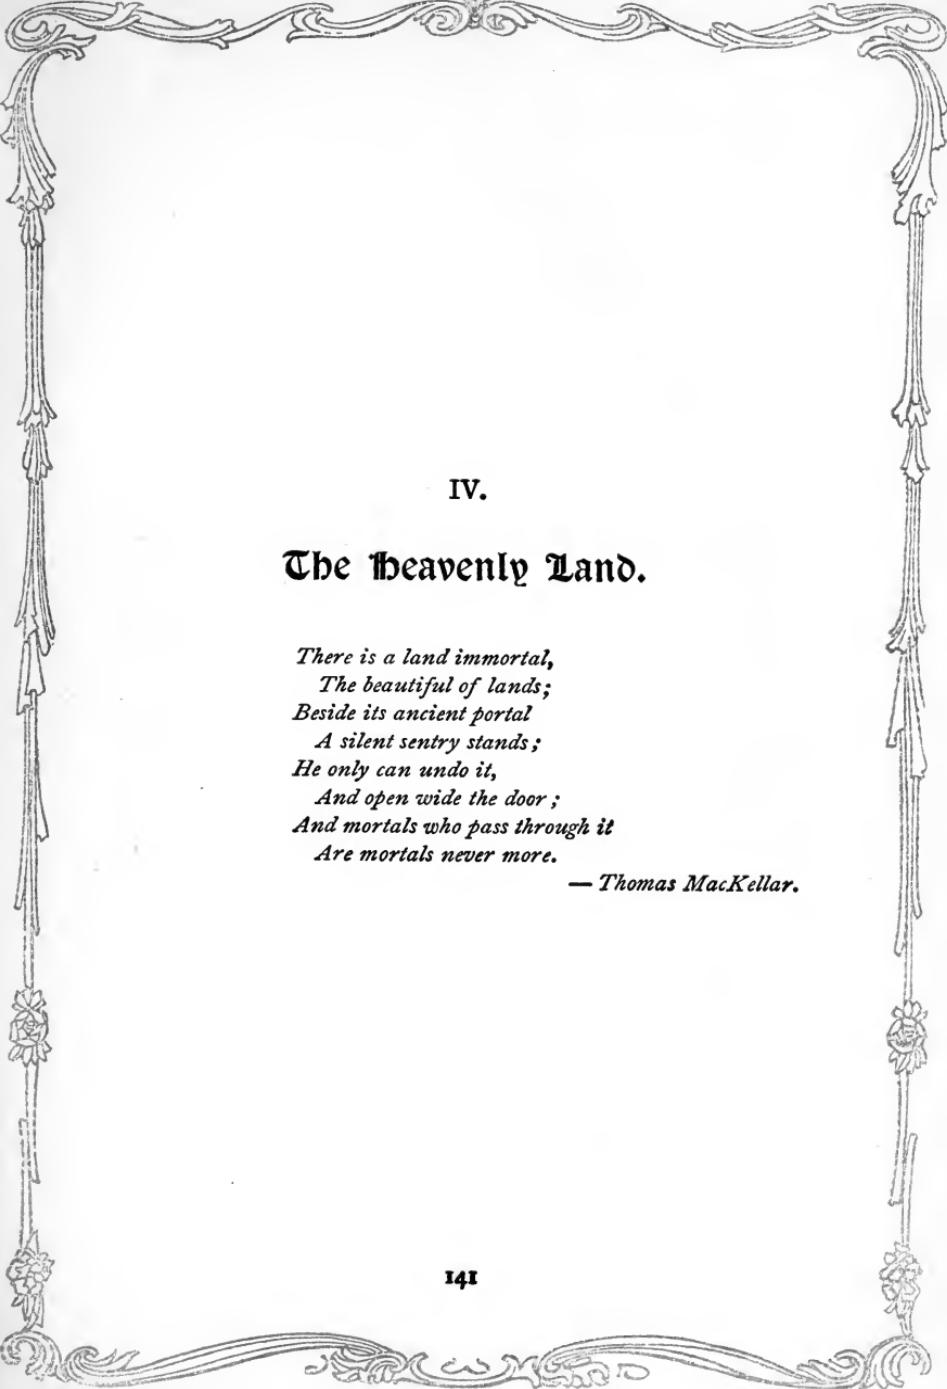 IV.
The Heavenly Land.
There is a land immortal,
The beautiful of lands;
Beside its ancient portal
A silent sentry stands;
He only can undo it,
And open wide the door;
And mortals who pass through it
Are mortals never more.
— Thomas MacKellar.
141